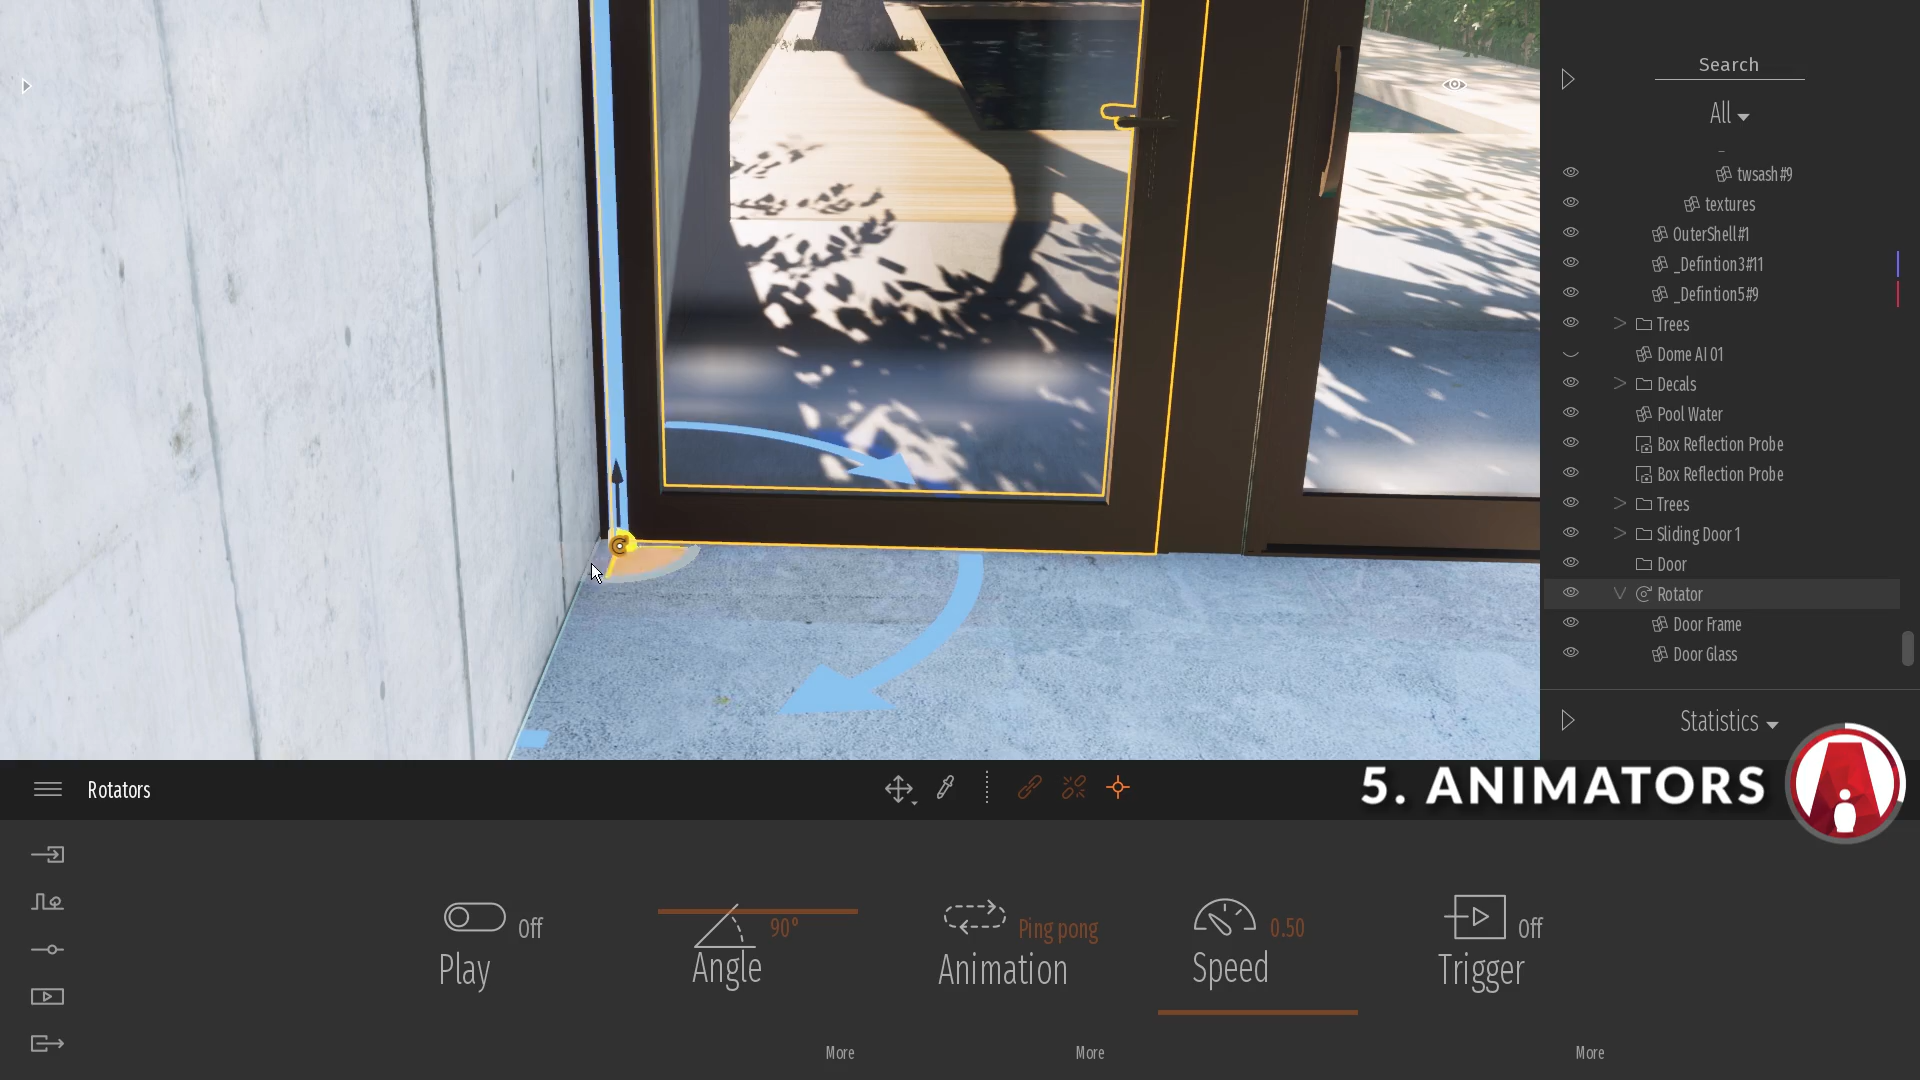 Search
All
twsash#9
textures
OuterShell#1
_Defintion3#11
_Defintion5#9
Trees
Dome AI 01
Decals
Pool Water
Box Reflection Probe
Box Reflection Probe
Trees
Sliding Door 1
Door
Rotator
Door Frame
Door Glass
Statistics
Rotators
5. ANIMATORS
Off
Play
90°
Angle
Ping pong
Animation
0.50
Speed
Off
Trigger
More
More
More